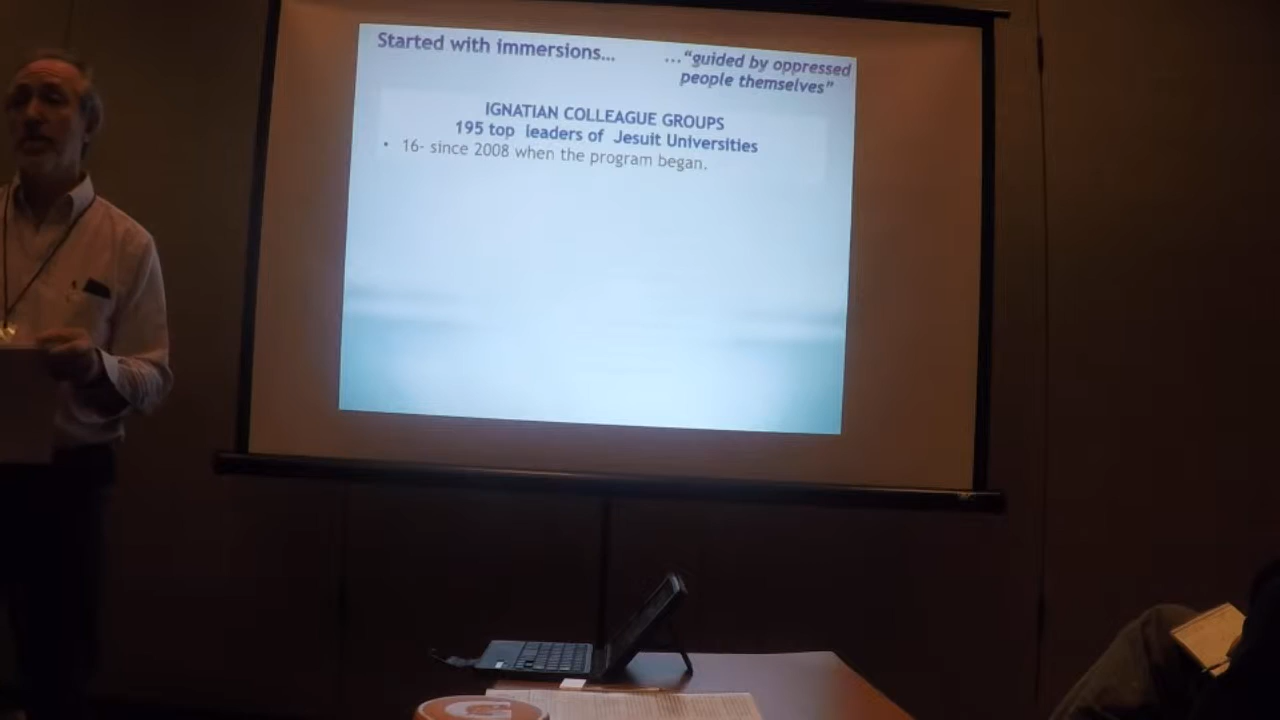 Started with immersions...
..."guided by oppressed
people themselves"
IGNATIAN COLLEAGUE GROUPS
195 top leaders of Jesuit Universities
• 16- since 2008 when the program began.